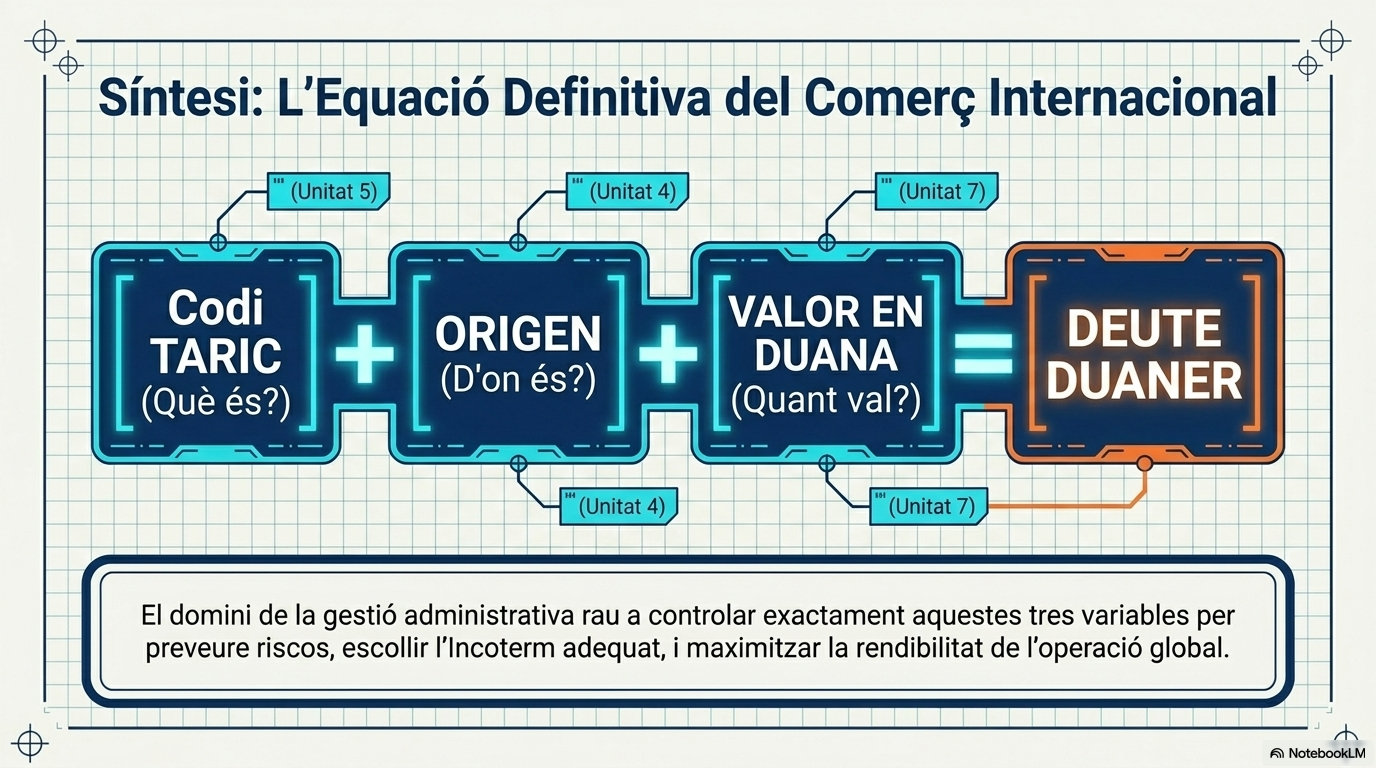 Síntesi: L’Equació Definitiva del Comerç Internacional
(Unitat 5)
(Unitat 4)
(Unitat 7)
Codi
TARIC
(Què és?)
+
ORIGEN
(D'on és?)
+
VALOR EN
DUANA
(Quant val?)
=
DEUTE
DUANER
(Unitat 4)
(Unitat 7)
El domini de la gestió administrativa rau a controlar exactament aquestes tres variables per
preveure riscos, escollir l’Incoterm adequat, i maximitzar la rendibilitat de l’operació global.
NotebookLM